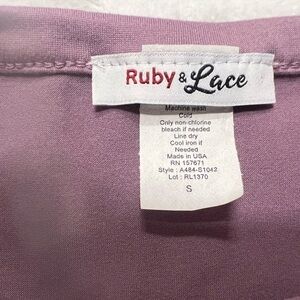 Ruby & Lace
Machine wash
Cold
Only non-chlorine
bleach if needed
Line dry
Cool iron if
Needed
Made in USA
RN 157671
Style : A484-S1042
Lot : RL1370
S